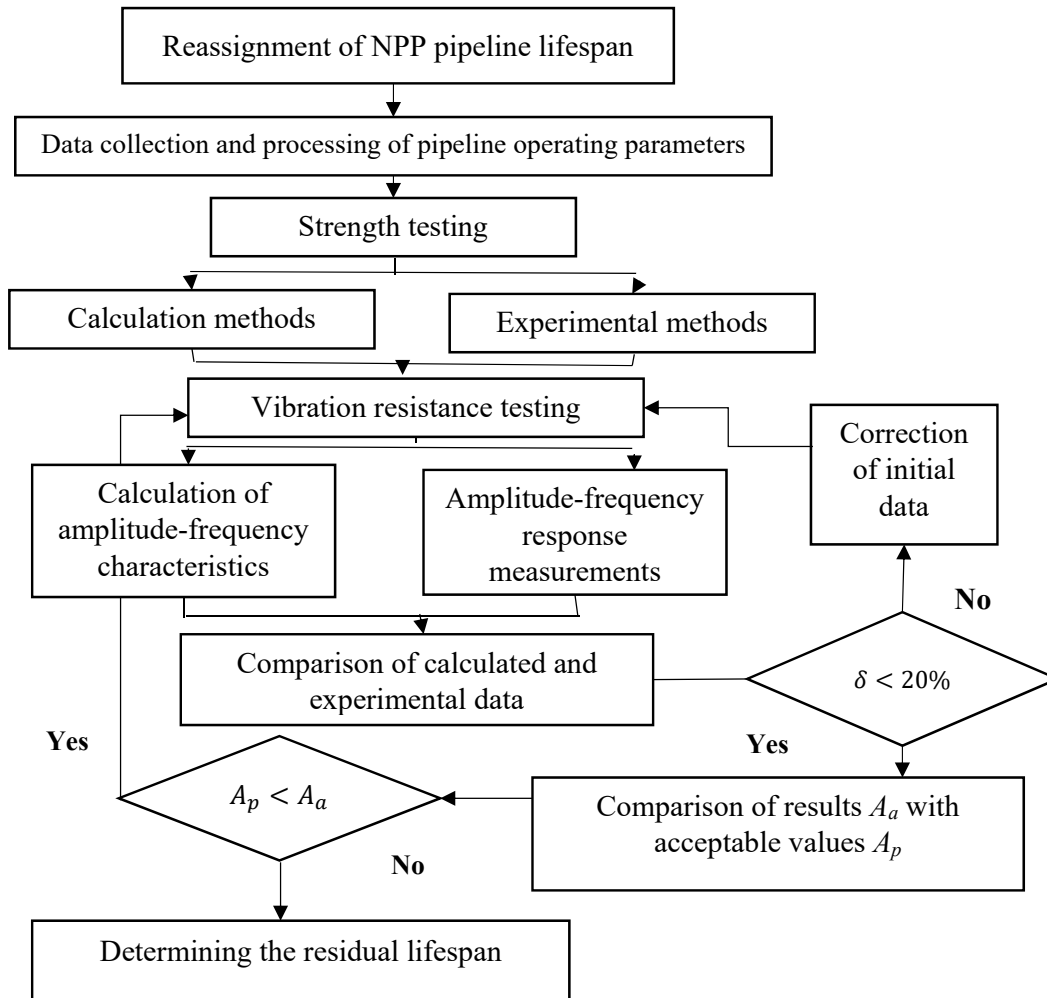 Reassignment of NPP pipeline lifespan
Data collection and processing of pipeline operating parameters
Strength testing
Calculation methods
Experimental methods
Vibration resistance testing
Correction
of initial
data
Calculation of
amplitude-frequency
characteristics
Amplitude-frequency
response
measurements
No
Comparison of calculated and
experimental data
δ < 20%
Yes
Yes
A_p < A_a
Comparison of results A_a with
acceptable values A_p
No
Determining the residual lifespan